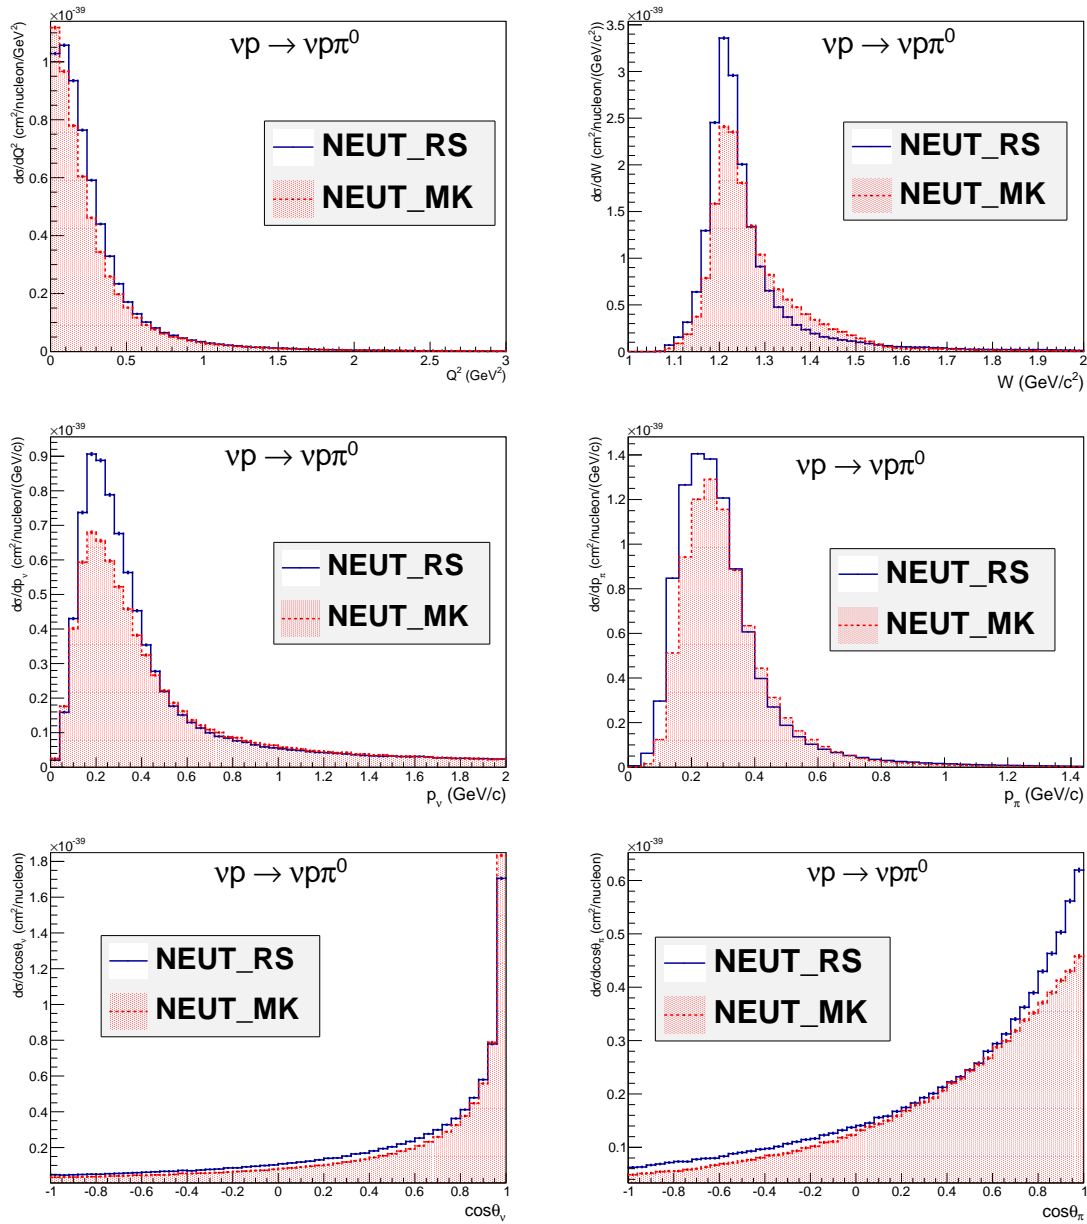 ×10⁻³⁹
νp → νpπ⁰
dσ/dQ² (cm²/nucleon/GeV²)
1
0.8
0.6
0.4
0.2
0
NEUT_RS
NEUT_MK
0 0.5 1 1.5 2 2.5 3
Q² (GeV²)
×10⁻³⁹
νp → νpπ⁰
dσ/dW (cm²/nucleon/(GeV/c²)
3.5
3
2.5
2
1.5
1
0.5
0
NEUT_RS
NEUT_MK
1 1.1 1.2 1.3 1.4 1.5 1.6 1.7 1.8 1.9 2
W (GeV/c²)
×10⁻³⁹
νp → νpπ⁰
dσ/dp_ν (cm²/nucleon/(GeV/c))
0.9
0.8
0.7
0.6
0.5
0.4
0.3
0.2
0.1
0
NEUT_RS
NEUT_MK
0 0.2 0.4 0.6 0.8 1 1.2 1.4 1.6 1.8 2
p_ν (GeV/c)
×10⁻³⁹
νp → νpπ⁰
dσ/dp_π (cm²/nucleon/(GeV/c))
1.4
1.2
1
0.8
0.6
0.4
0.2
0
NEUT_RS
NEUT_MK
0 0.2 0.4 0.6 0.8 1 1.2 1.4
p_π (GeV/c)
×10⁻³⁹
νp → νpπ⁰
dσ/dcosθ_ν (cm²/nucleon)
1.8
1.6
1.4
1.2
1
0.8
0.6
0.4
0.2
NEUT_RS
NEUT_MK
-1 -0.8 -0.6 -0.4 -0.2 0 0.2 0.4 0.6 0.8 1
cosθ_ν
×10⁻³⁹
νp → νpπ⁰
dσ/dcosθ_π (cm²/nucleon)
0.6
0.5
0.4
0.3
0.2
0.1
NEUT_RS
NEUT_MK
-1 -0.8 -0.6 -0.4 -0.2 0 0.2 0.4 0.6 0.8 1
cosθ_π